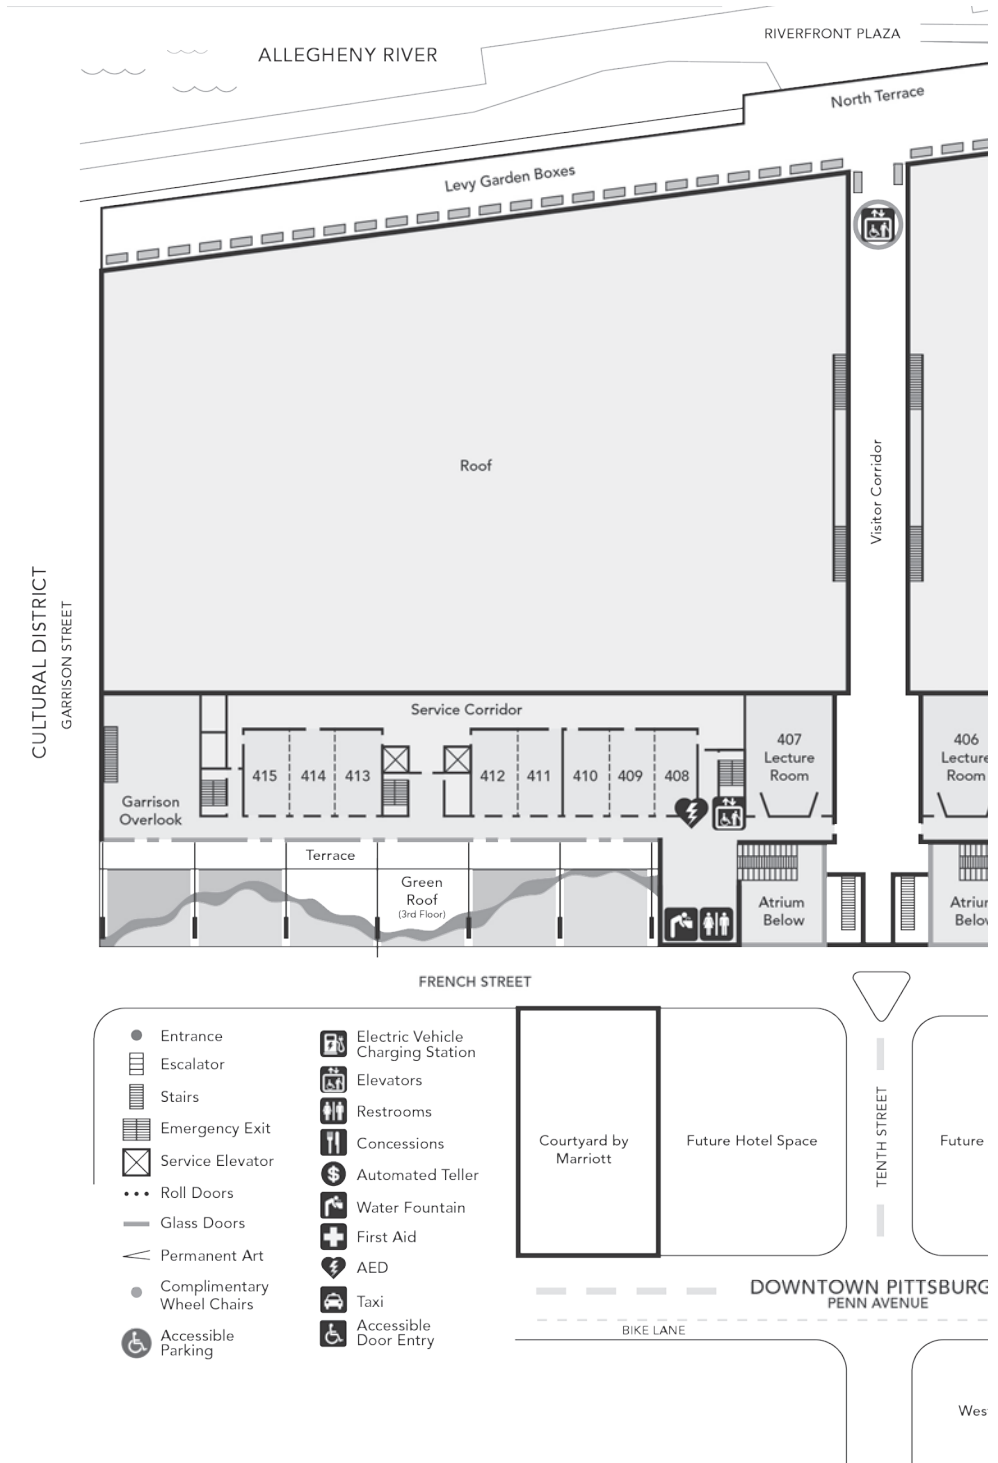 RIVERFRONT PLAZA
ALLEGHENY RIVER
North Terrace
Levy Garden Boxes
Roof
Visitor Corridor
CULTURAL DISTRICT
GARRISON STREET
Service Corridor
407
Lecture
Room
406
Lecture
Room
415
414
413
412
411
410
409
408
Garrison
Overlook
Terrace
Green
Roof
(3rd Floor)
Atrium
Below
Atriu
Belo
FRENCH STREET
Entrance
Escalator
Stairs
Emergency Exit
Service Elevator
Roll Doors
Glass Doors
Permanent Art
Complimentary
Wheel Chairs
Accessible
Parking
Electric Vehicle
Charging Station
Elevators
Restrooms
Concessions
$
Automated Teller
Water Fountain
First Aid
AED
Taxi
Accessible
Door Entry
Courtyard by
Marriott
Future Hotel Space
TENTH STREET
Future
DOWNTOWN PITTSBURG
PENN AVENUE
BIKE LANE
Wes